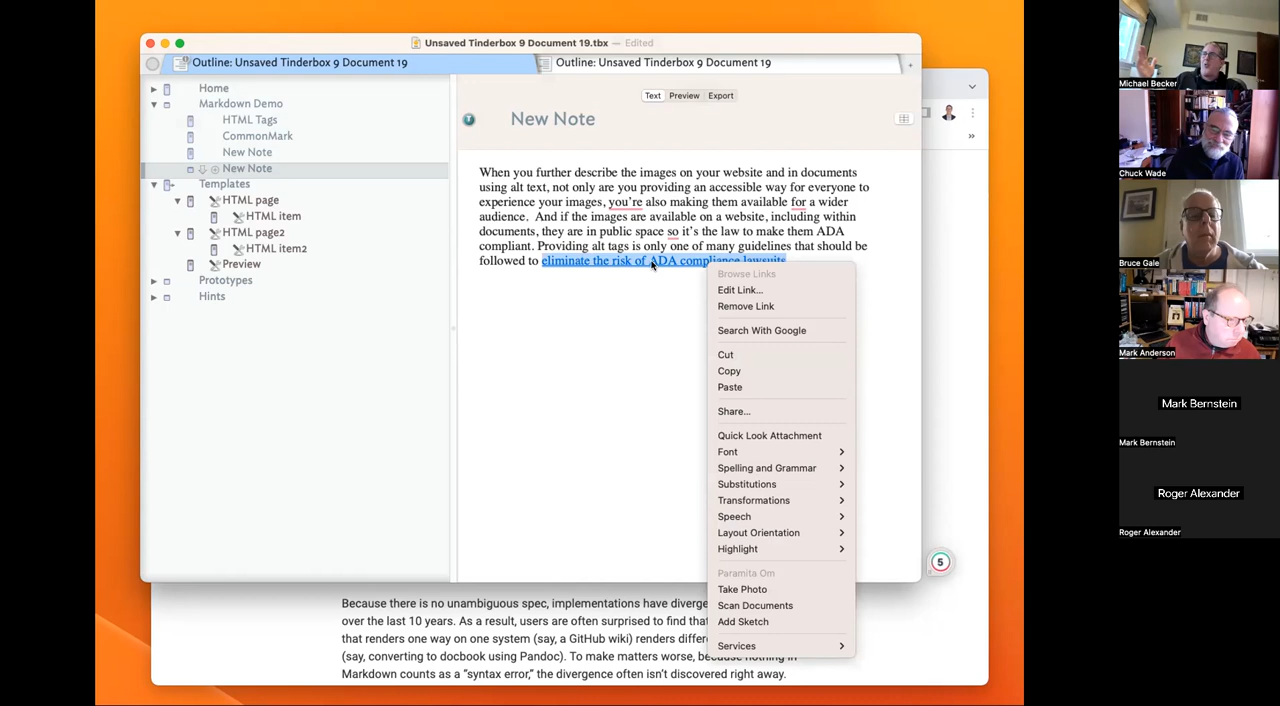 Unsaved Tinderbox 9 Document 19.tbx — Edited
Outline: Unsaved Tinderbox 9 Document 19
Outline: Unsaved Tinderbox 9 Document 19
+
Home
Markdown Demo
HTML Tags
CommonMark
New Note
New Note
Templates
HTML page
HTML item
HTML page2
HTML item2
Preview
Prototypes
Hints
Text Preview Export
New Note
When you further describe the images on your website and in documents
using alt text, not only are you providing an accessible way for everyone to
experience your images, you're also making them available for a wider
audience. And if the images are available on a website, including within
documents, they are in public space so it's the law to make them ADA
compliant. Providing alt tags is only one of many guidelines that should be
followed to eliminate the risk of ADA compliance lawsuits
Browse Links
Edit Link...
Remove Link
Search With Google
Cut
Copy
Paste
Share...
Quick Look Attachment
Font
Spelling and Grammar
Substitutions
Transformations
Speech
Layout Orientation
Highlight
Paramita Om
Take Photo
Scan Documents
Add Sketch
Services
»
5
Because there is no unambiguous spec, implementations have diverge
over the last 10 years. As a result, users are often surprised to find that
that renders one way on one system (say, a GitHub wiki) renders differe
(say, converting to docbook using Pandoc). To make matters worse, because nothing in
Markdown counts as a “syntax error,” the divergence often isn't discovered right away.
Michael Becker
Chuck Wade
Bruce Gale
Mark Anderson
Mark Bernstein
Mark Bernstein
Roger Alexander
Roger Alexander